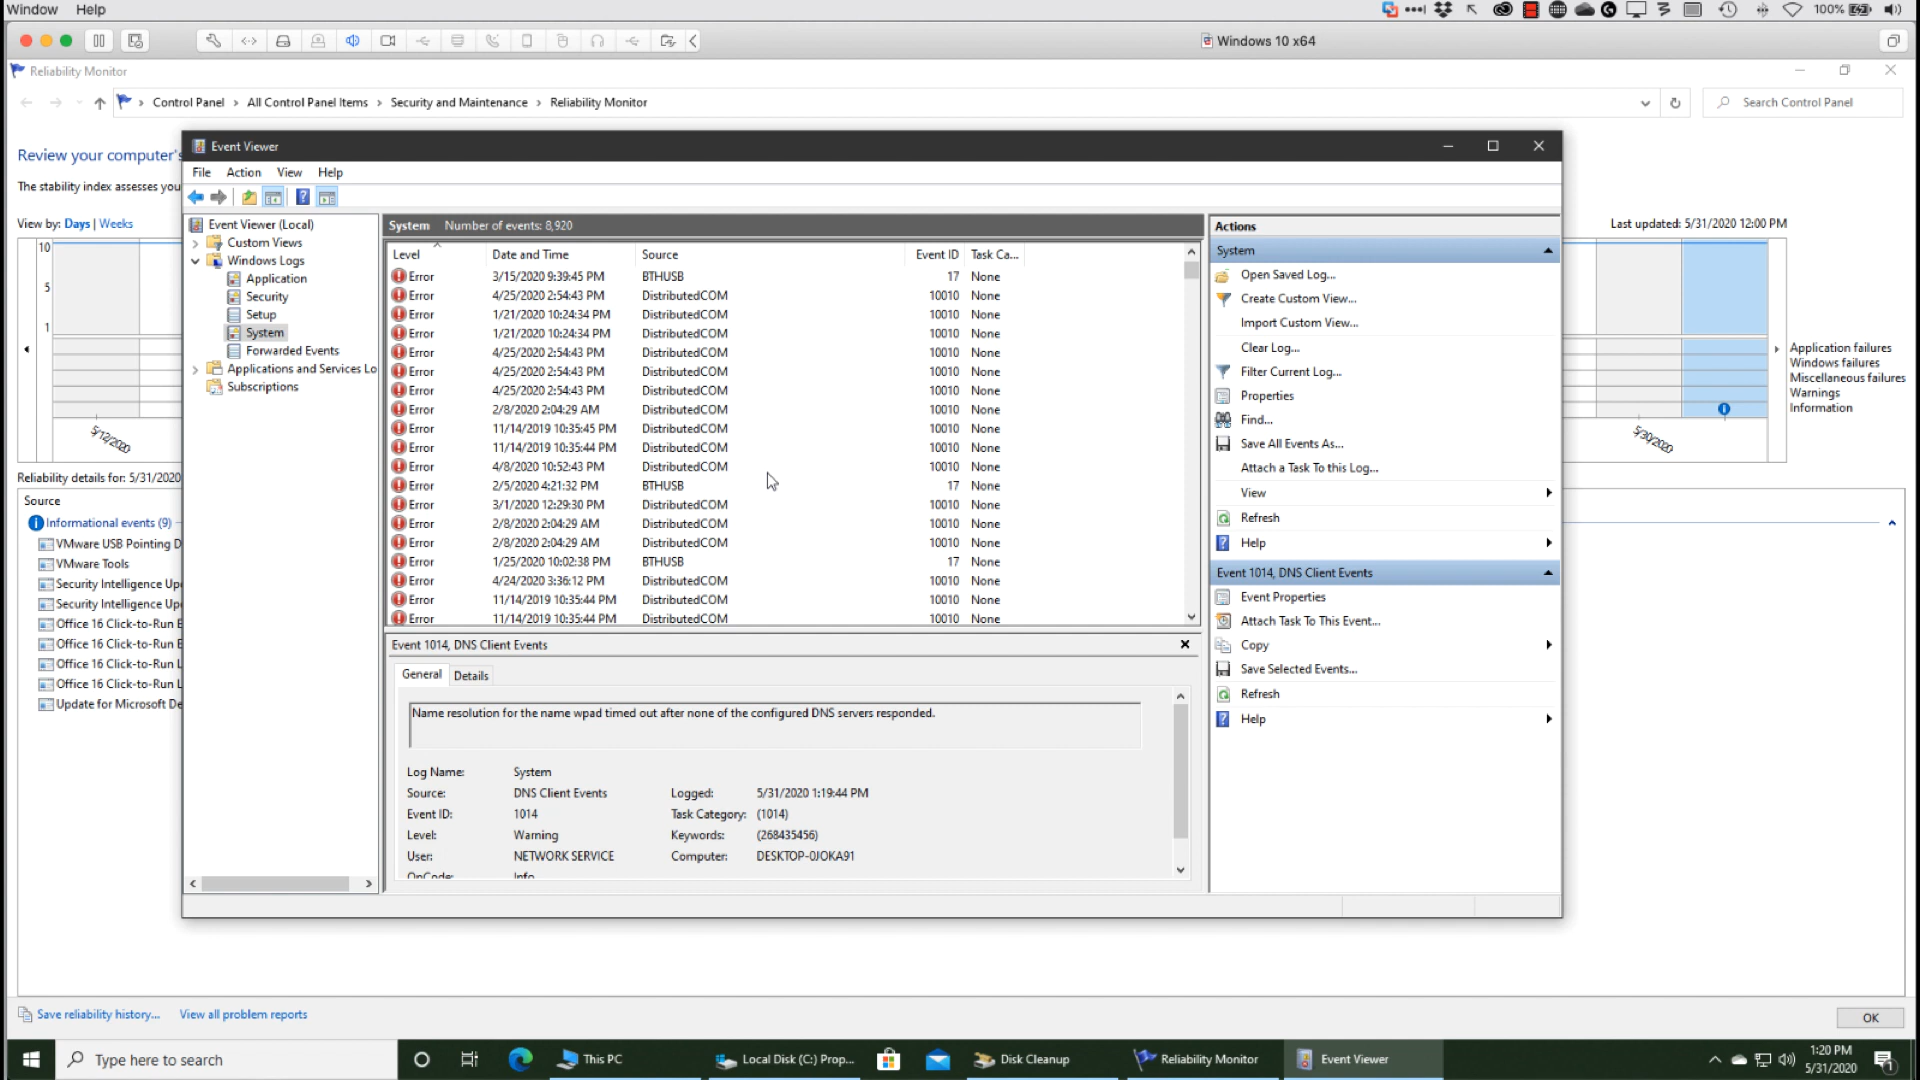 Window Help 100%
Windows 10 x64
Reliability Monitor
Control Panel › All Control Panel Items › Security and Maintenance › Reliability Monitor
Search Control Panel
Review your computer's
The stability index assesses you
View by: Days | Weeks
Last updated: 5/31/2020 12:00 PM
10
5
1
5/12/2020
5/30/2020
Application failures
Windows failures
Miscellaneous failures
Warnings
Information
Reliability details for: 5/31/2020
Source
Informational events (9)
VMware USB Pointing D
VMware Tools
Security Intelligence Up
Security Intelligence Up
Office 16 Click-to-Run E
Office 16 Click-to-Run E
Office 16 Click-to-Run L
Office 16 Click-to-Run L
Update for Microsoft De
Event Viewer
File Action View Help
Event Viewer (Local)
Custom Views
Windows Logs
Application
Security
Setup
System
Forwarded Events
Applications and Services Lo
Subscriptions
System Number of events: 8,920
Level Date and Time Source Event ID Task Ca...
Error 3/15/2020 9:39:45 PM BTHUSB 17 None
Error 4/25/2020 2:54:43 PM DistributedCOM 10010 None
Error 1/21/2020 10:24:34 PM DistributedCOM 10010 None
Error 1/21/2020 10:24:34 PM DistributedCOM 10010 None
Error 4/25/2020 2:54:43 PM DistributedCOM 10010 None
Error 4/25/2020 2:54:43 PM DistributedCOM 10010 None
Error 4/25/2020 2:54:43 PM DistributedCOM 10010 None
Error 2/8/2020 2:04:29 AM DistributedCOM 10010 None
Error 11/14/2019 10:35:45 PM DistributedCOM 10010 None
Error 11/14/2019 10:35:44 PM DistributedCOM 10010 None
Error 4/8/2020 10:52:43 PM DistributedCOM 10010 None
Error 2/5/2020 4:21:32 PM BTHUSB 17 None
Error 3/1/2020 12:29:30 PM DistributedCOM 10010 None
Error 2/8/2020 2:04:29 AM DistributedCOM 10010 None
Error 2/8/2020 2:04:29 AM DistributedCOM 10010 None
Error 1/25/2020 10:02:38 PM BTHUSB 17 None
Error 4/24/2020 3:36:12 PM DistributedCOM 10010 None
Error 11/14/2019 10:35:44 PM DistributedCOM 10010 None
Error 11/14/2019 10:35:44 PM DistributedCOM 10010 None
Event 1014, DNS Client Events
General Details
Name resolution for the name wpad timed out after none of the configured DNS servers responded.
Log Name: System
Source: DNS Client Events Logged: 5/31/2020 1:19:44 PM
Event ID: 1014 Task Category: (1014)
Level: Warning Keywords: (268435456)
User: NETWORK SERVICE Computer: DESKTOP-0JOKA91
OpCode: Info
Actions
System
Open Saved Log...
Create Custom View...
Import Custom View...
Clear Log...
Filter Current Log...
Properties
Find...
Save All Events As...
Attach a Task To this Log...
View
Refresh
Help
Event 1014, DNS Client Events
Event Properties
Attach Task To This Event...
Copy
Save Selected Events...
Refresh
Help
Save reliability history... View all problem reports
OK
Type here to search
This PC
Local Disk (C:) Prop...
Disk Cleanup
Reliability Monitor
Event Viewer
1:20 PM
5/31/2020
1